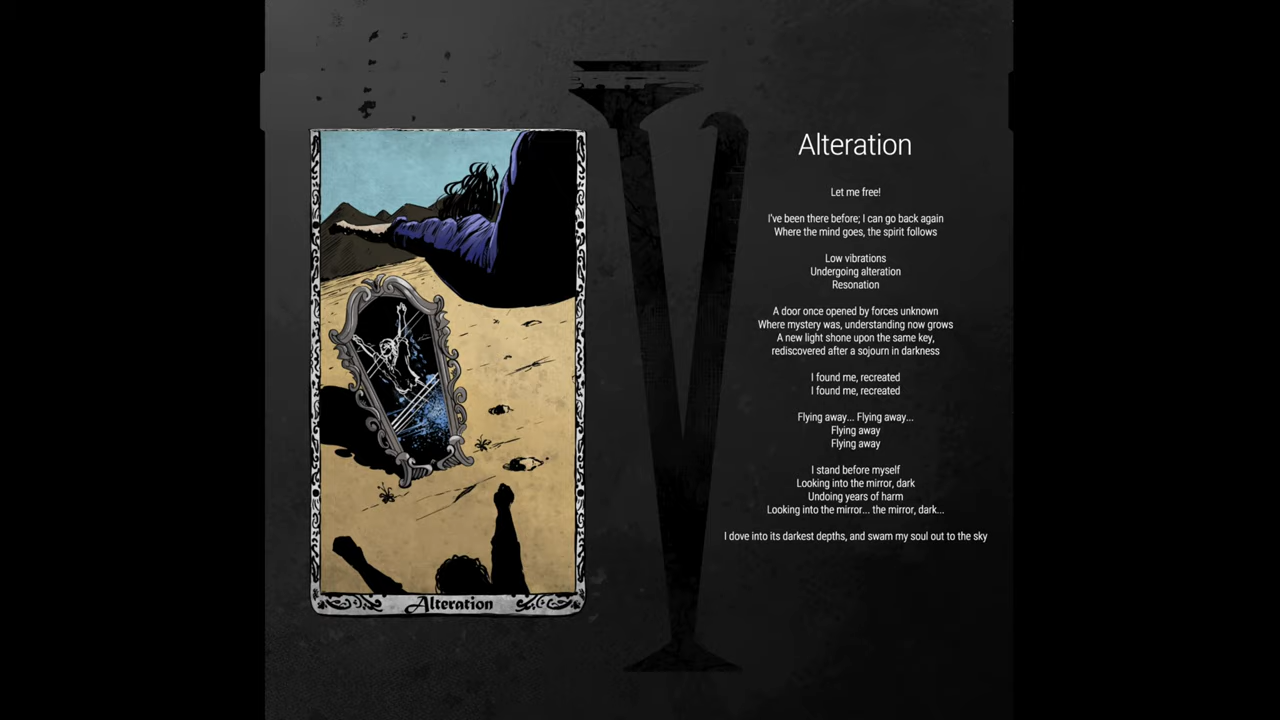 Alteration
Let me free!
I've been there before; I can go back again
Where the mind goes, the spirit follows
Low vibrations
Undergoing alteration
Resonation
A door once opened by forces unknown
Where mystery was, understanding now grows
A new light shone upon the same key,
rediscovered after a sojourn in darkness
I found me, recreated
I found me, recreated
Flying away... Flying away...
Flying away
Flying away
I stand before myself
Looking into the mirror, dark
Undoing years of harm
Looking into the mirror... the mirror, dark...
I dove into its darkest depths, and swam my soul out to the sky
Alteration